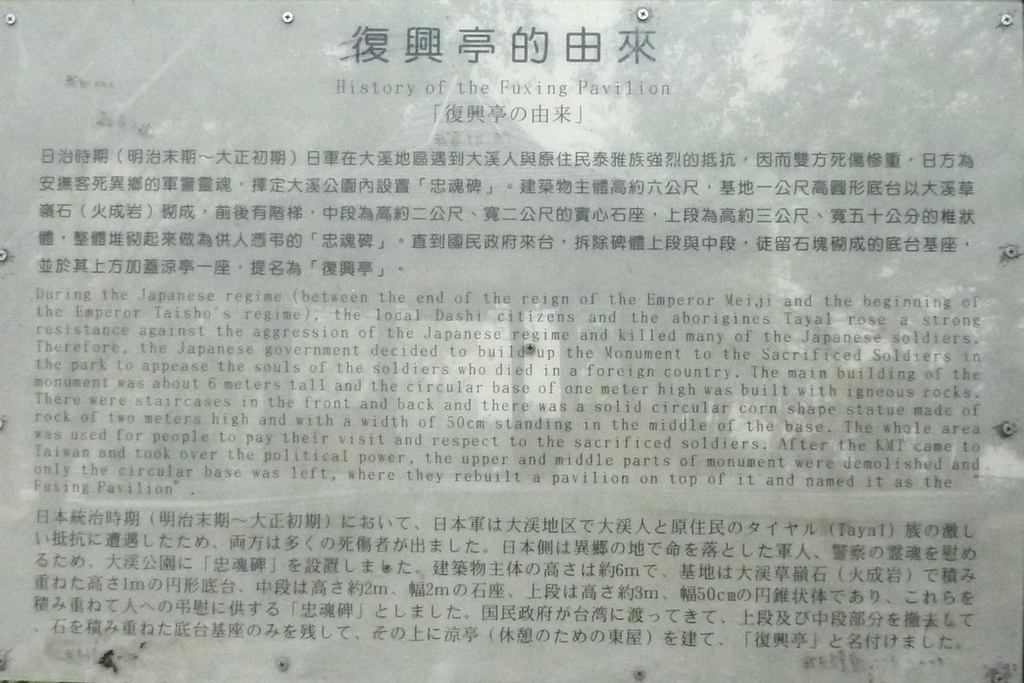 復興亭的由來
History of the Fuxing Pavilion
「復興亭の由来」
日治時期（明治末期～大正初期）日軍在大溪地區遇到大溪人與原住民泰雅族強烈的抵抗，因而雙方死傷慘重，日方為
安撫客死異鄉的軍警靈魂，擇定大溪公園內設置「忠魂碑」。建築物主體高約六公尺，基地一公尺高圓形底台以大溪草
嶺石（火成岩）砌成，前後有階梯，中段為高約二公尺、寬二公尺的實心石座，上段為高約三公尺、寬五十公分的椎狀
體，整體堆砌起來做為供人憑弔的「忠魂碑」。直到國民政府來台，拆除碑體上段與中段，徒留石塊砌成的底台基座，
並於其上方加蓋涼亭一座，提名為「復興亭」。
During the Japanese regime (between the end of the reign of the Emperor Meiji and the beginning of
the Emperor Taisho's regime), the local Dashi citizens and the aborigines Tayal rose a strong
resistance against the aggression of the Japanese regime and killed many of the Japanese soldiers.
Therefore, the Japanese government decided to build up the Monument to the Sacrificed Soldiers in
the park to appease the souls of the soldiers who died in a foreign country. The main building of the
monument was about 6 meters tall and the circular base of one meter high was built with igneous rocks.
There were staircases in the front and back and there was a solid circular corn shape statue made of
rock of two meters high and with a width of 50cm standing in the middle of the base. The whole area
was used for people to pay their visit and respect to the sacrificed soldiers. After the KMT came to
Taiwan and took over the political power, the upper and middle parts of monument were demolished and
only the circular base was left, where they rebuilt a pavilion on top of it and named it as the "
Fuxing Pavilion".
日本統治時期（明治末期～大正初期）において、日本軍は大渓地区で大渓人と原住民のタイヤル（Tayal）族の激し
い抵抗に遭遇したため、両方は多くの死傷者が出ました。日本側は異郷の地で命を落とした軍人、警察の霊魂を慰め
るため、大渓公園に「忠魂碑」を設置しました。建築物主体の高さは約6mで、基地は大渓草嶺石（火成岩）で積み
重ねた高さ1mの円形底台、中段は高さ約2m、幅2mの石座、上段は高さ約3m、幅50cmの円錐状体であり、これらを
積み重ねて人への弔慰に供する「忠魂碑」としました。国民政府が台湾に渡ってきて、上段及び中段部分を撤去して
、石を積み重ねた底台基座のみを残して、その上に涼亭（休憩のための東屋）を建て、「復興亭」と名付けました。